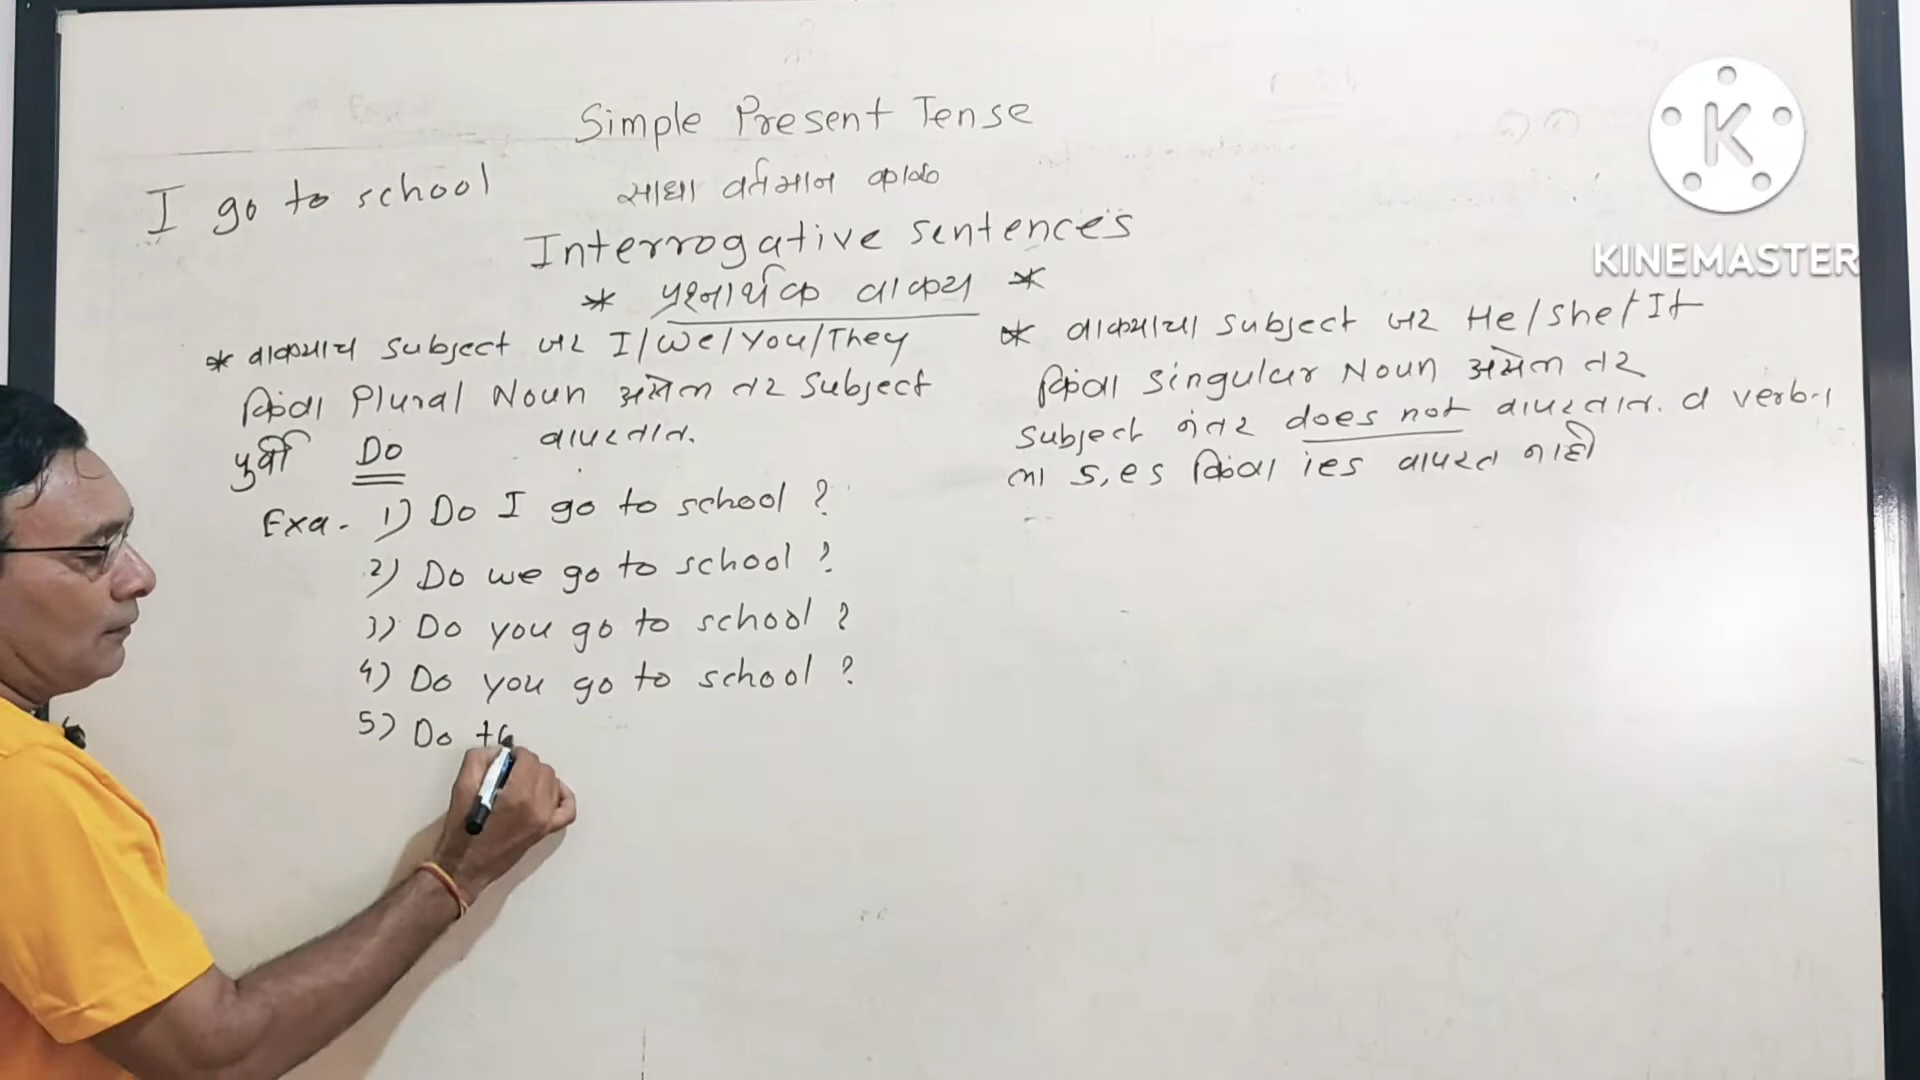 Simple Present Tense
I go to school
साधा वर्तमान काळ
Interrogative sentences
* प्रश्नार्थक वाक्य *
* वाक्याचा subject जर I/We/You/They
किंवा Plural Noun असेल तर Subject
पुर्वी Do वापरतात.
Exa - 1) Do I go to school ?
2) Do we go to school ?
3) Do you go to school ?
4) Do you go to school ?
5) Do
* वाक्याचा subject जर He/She/It
किंवा Singular Noun असेल तर
Subject नंतर does not वापरतात. व verb-1
ला s, es किंवा ies वापरत नाही
K
KINEMASTER